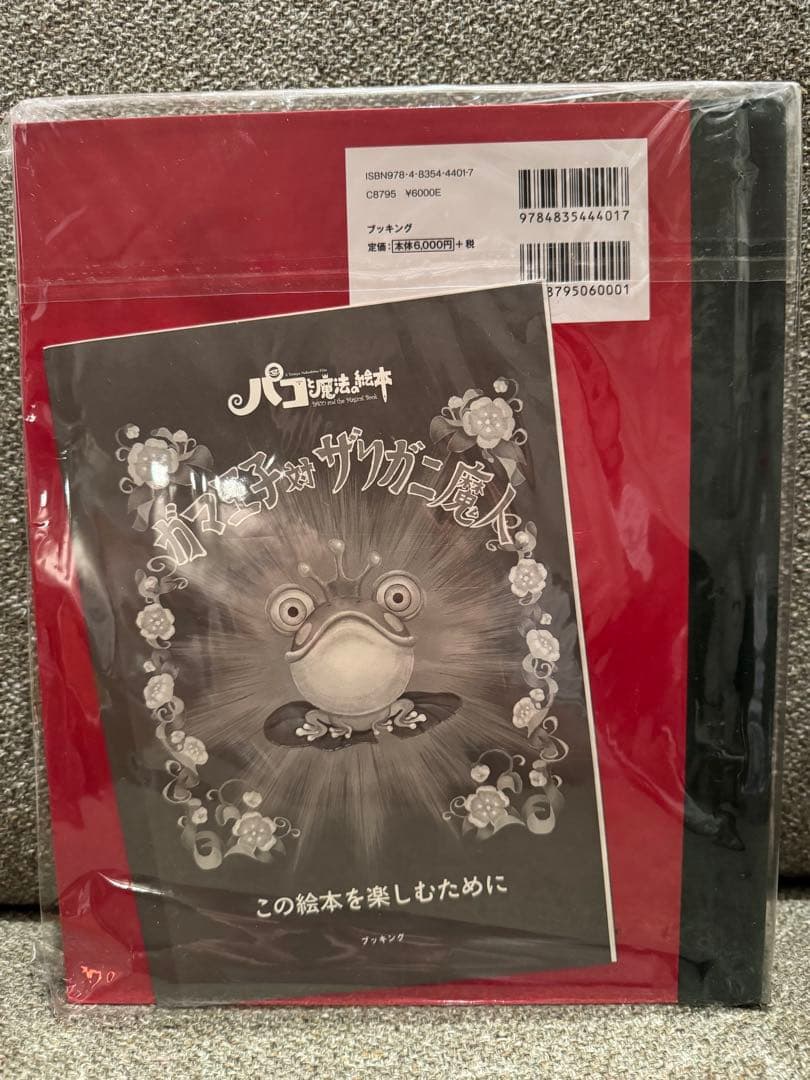 ISBN978-4-8354-4401-7
C8795 ¥6000E
9784835444017
ブッキング
定価:本体6,000円+税
8795060001
A Tetsuya Nakashima Film
パコと魔法の絵本
PACO and the Magical Book
ガマ王子対ザリガニ魔人
この絵本を楽しむために
ブッキング